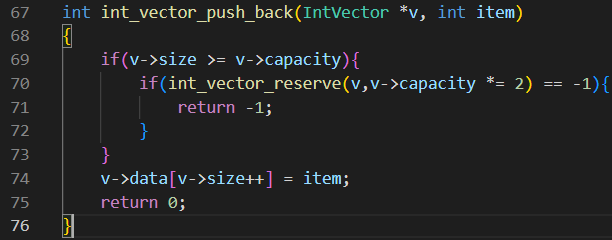 67 int int_vector_push_back(IntVector *v, int item)
68 {
69     if(v->size >= v->capacity){
70         if(int_vector_reserve(v,v->capacity *= 2) == -1){
71             return -1;
72         }
73     }
74     v->data[v->size++] = item;
75     return 0;
76 }